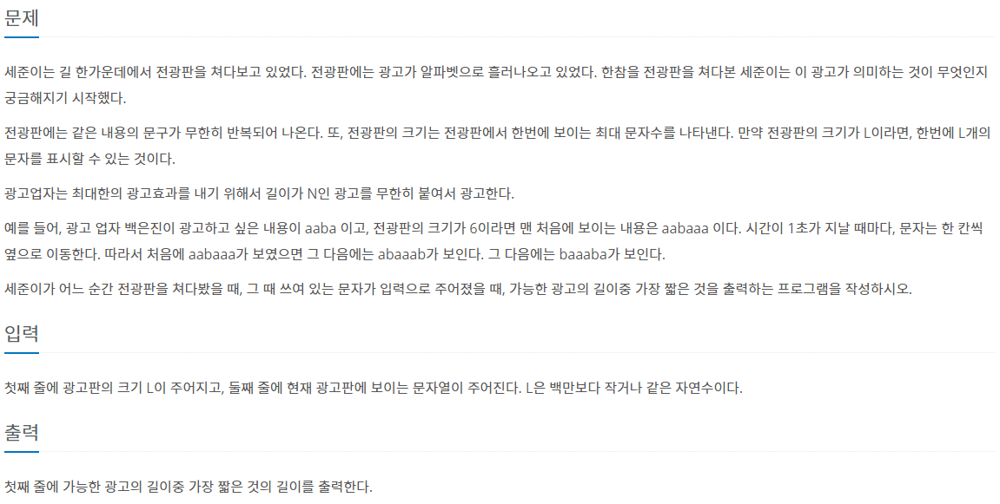 문제
세준이는 길 한가운데에서 전광판을 쳐다보고 있었다. 전광판에는 광고가 알파벳으로 흘러나오고 있었다. 한참을 전광판을 쳐다본 세준이는 이 광고가 의미하는 것이 무엇인지
궁금해지기 시작했다.
전광판에는 같은 내용의 문구가 무한히 반복되어 나온다. 또, 전광판의 크기는 전광판에서 한번에 보이는 최대 문자수를 나타낸다. 만약 전광판의 크기가 L이라면, 한번에 L개의
문자를 표시할 수 있는 것이다.
광고업자는 최대한의 광고효과를 내기 위해서 길이가 N인 광고를 무한히 붙여서 광고한다.
예를 들어, 광고 업자 백은진이 광고하고 싶은 내용이 aaba 이고, 전광판의 크기가 6이라면 맨 처음에 보이는 내용은 aabaaa 이다. 시간이 1초가 지날 때마다, 문자는 한 칸씩
옆으로 이동한다. 따라서 처음에 aabaaa가 보였으면 그 다음에는 abaaab가 보인다. 그 다음에는 baaaba가 보인다.
세준이가 어느 순간 전광판을 쳐다봤을 때, 그 때 쓰여 있는 문자가 입력으로 주어졌을 때, 가능한 광고의 길이중 가장 짧은 것을 출력하는 프로그램을 작성하시오.
입력
첫째 줄에 광고판의 크기 L이 주어지고, 둘째 줄에 현재 광고판에 보이는 문자열이 주어진다. L은 백만보다 작거나 같은 자연수이다.
출력
첫째 줄에 가능한 광고의 길이중 가장 짧은 것의 길이를 출력한다.